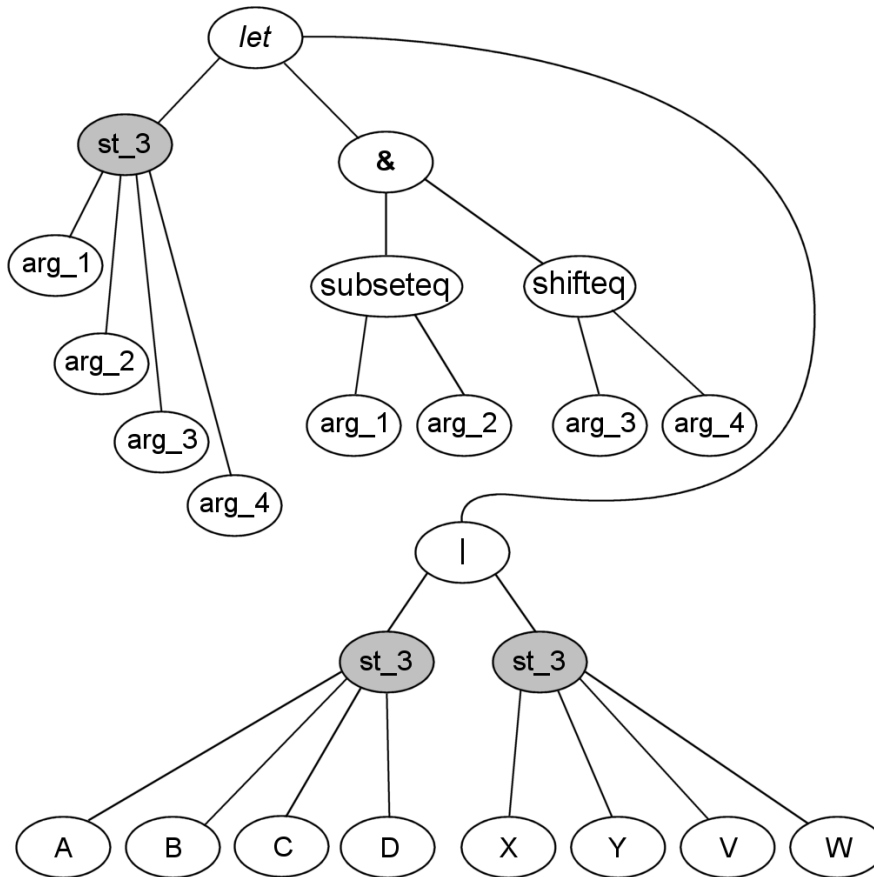 let
st_3
&
arg_1
subseteq
shifteq
arg_2
arg_3
arg_4
arg_1
arg_2
arg_3
arg_4
|
st_3
st_3
A
B
C
D
X
Y
V
W